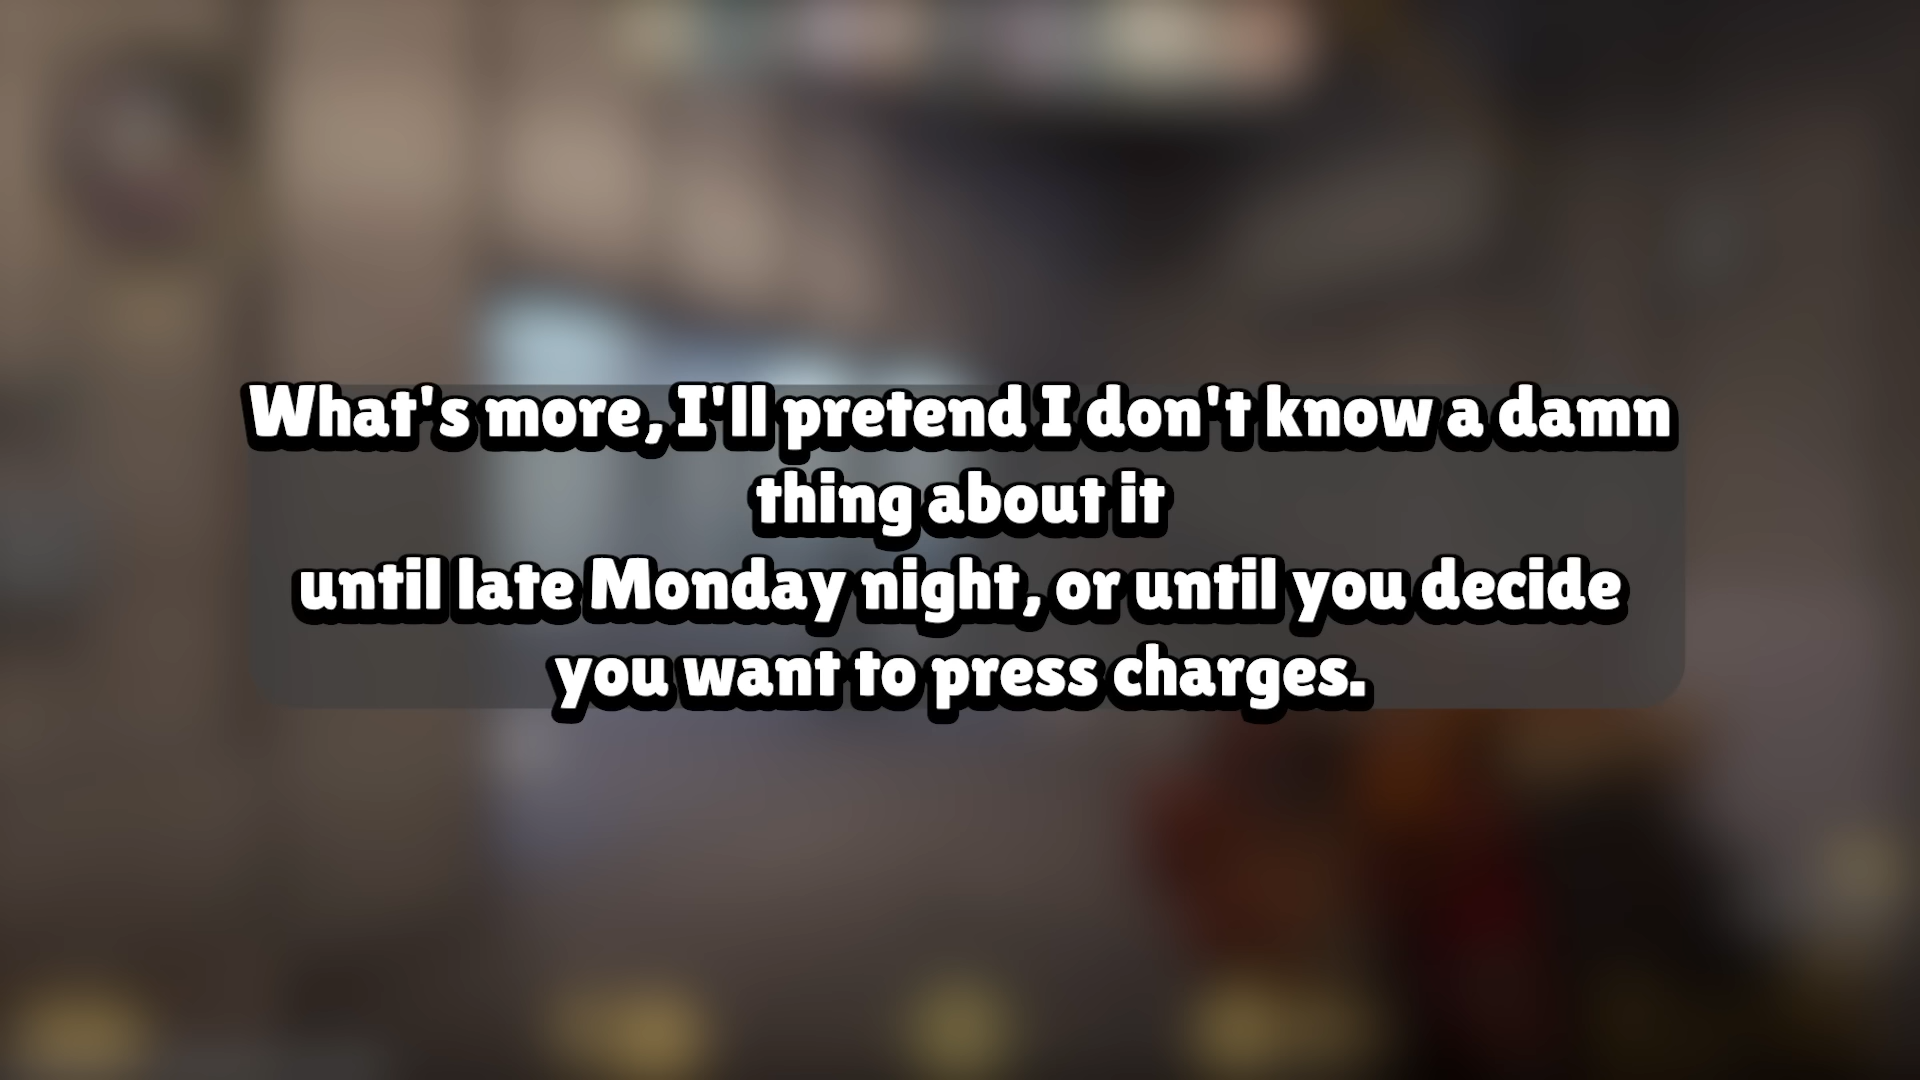 What's more, I'll pretend I don't know a damn
thing about it
until late Monday night, or until you decide
you want to press charges.